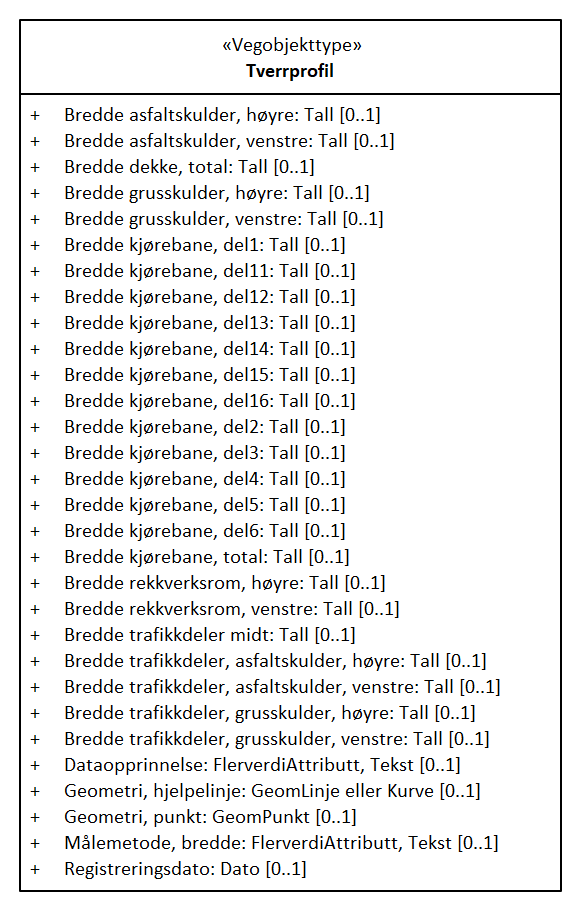 «Vegobjekttype»
Tverrprofil
+ Bredde asfaltskulder, høyre: Tall [0..1]
+ Bredde asfaltskulder, venstre: Tall [0..1]
+ Bredde dekke, total: Tall [0..1]
+ Bredde grusskulder, høyre: Tall [0..1]
+ Bredde grusskulder, venstre: Tall [0..1]
+ Bredde kjørebane, del1: Tall [0..1]
+ Bredde kjørebane, del11: Tall [0..1]
+ Bredde kjørebane, del12: Tall [0..1]
+ Bredde kjørebane, del13: Tall [0..1]
+ Bredde kjørebane, del14: Tall [0..1]
+ Bredde kjørebane, del15: Tall [0..1]
+ Bredde kjørebane, del16: Tall [0..1]
+ Bredde kjørebane, del2: Tall [0..1]
+ Bredde kjørebane, del3: Tall [0..1]
+ Bredde kjørebane, del4: Tall [0..1]
+ Bredde kjørebane, del5: Tall [0..1]
+ Bredde kjørebane, del6: Tall [0..1]
+ Bredde kjørebane, total: Tall [0..1]
+ Bredde rekkverksrom, høyre: Tall [0..1]
+ Bredde rekkverksrom, venstre: Tall [0..1]
+ Bredde trafikkdeler midt: Tall [0..1]
+ Bredde trafikkdeler, asfaltskulder, høyre: Tall [0..1]
+ Bredde trafikkdeler, asfaltskulder, venstre: Tall [0..1]
+ Bredde trafikkdeler, grusskulder, høyre: Tall [0..1]
+ Bredde trafikkdeler, grusskulder, venstre: Tall [0..1]
+ Dataopprinnelse: FlerverdiAttributt, Tekst [0..1]
+ Geometri, hjelpelinje: GeomLinje eller Kurve [0..1]
+ Geometri, punkt: GeomPunkt [0..1]
+ Målemetode, bredde: FlerverdiAttributt, Tekst [0..1]
+ Registreringsdato: Dato [0..1]